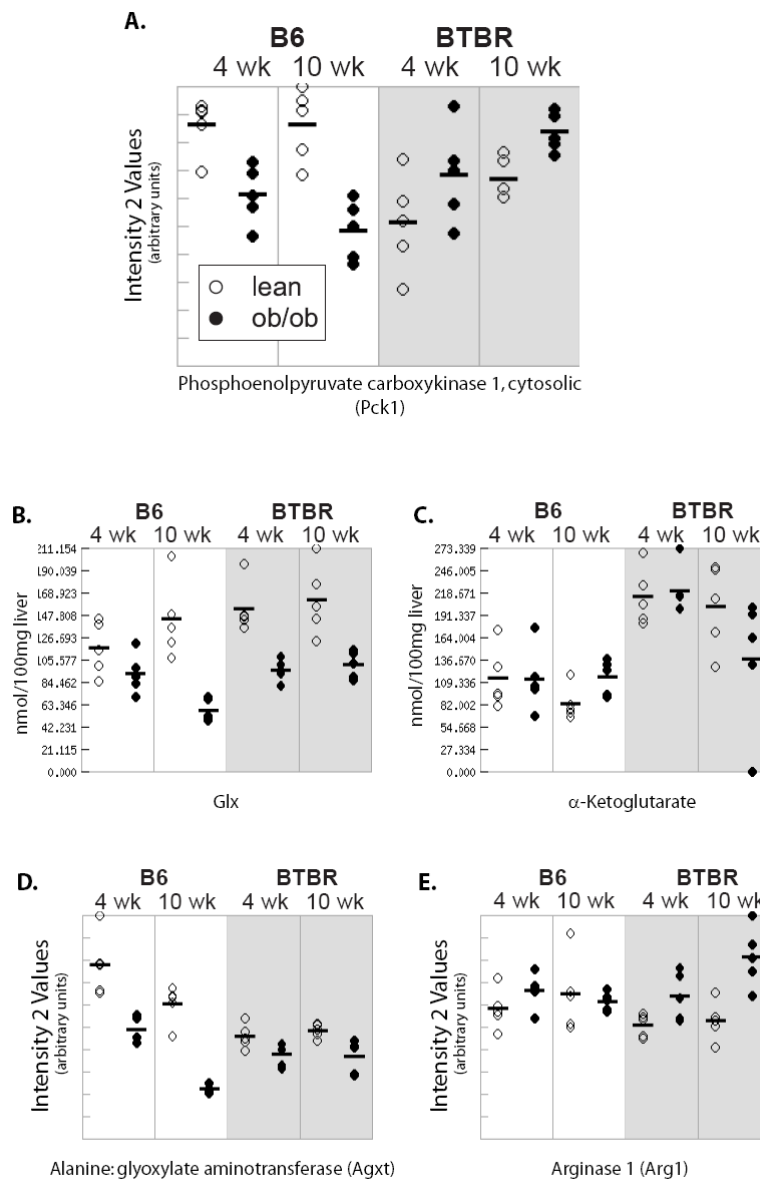 A.
B6 BTBR
4 wk 10 wk 4 wk 10 wk
Intensity 2 Values
(arbitrary units)
lean
ob/ob
Phosphoenolpyruvate carboxykinase 1, cytosolic
(Pck1)
B.
B6 BTBR
4 wk 10 wk 4 wk 10 wk
211.154
190.039
168.923
147.808
126.693
105.577
84.462
63.346
42.231
21.115
0.000
nmol/100mg liver
Glx
C.
B6 BTBR
4 wk 10 wk 4 wk 10 wk
273.339
246.005
218.671
191.337
164.004
136.670
109.336
82.002
54.668
27.334
0.000
nmol/100mg liver
α-Ketoglutarate
D.
B6 BTBR
4 wk 10 wk 4 wk 10 wk
Intensity 2 Values
(arbitrary units)
Alanine: glyoxylate aminotransferase (Agxt)
E.
B6 BTBR
4 wk 10 wk 4 wk 10 wk
Intensity 2 Values
(arbitrary units)
Arginase 1 (Arg1)